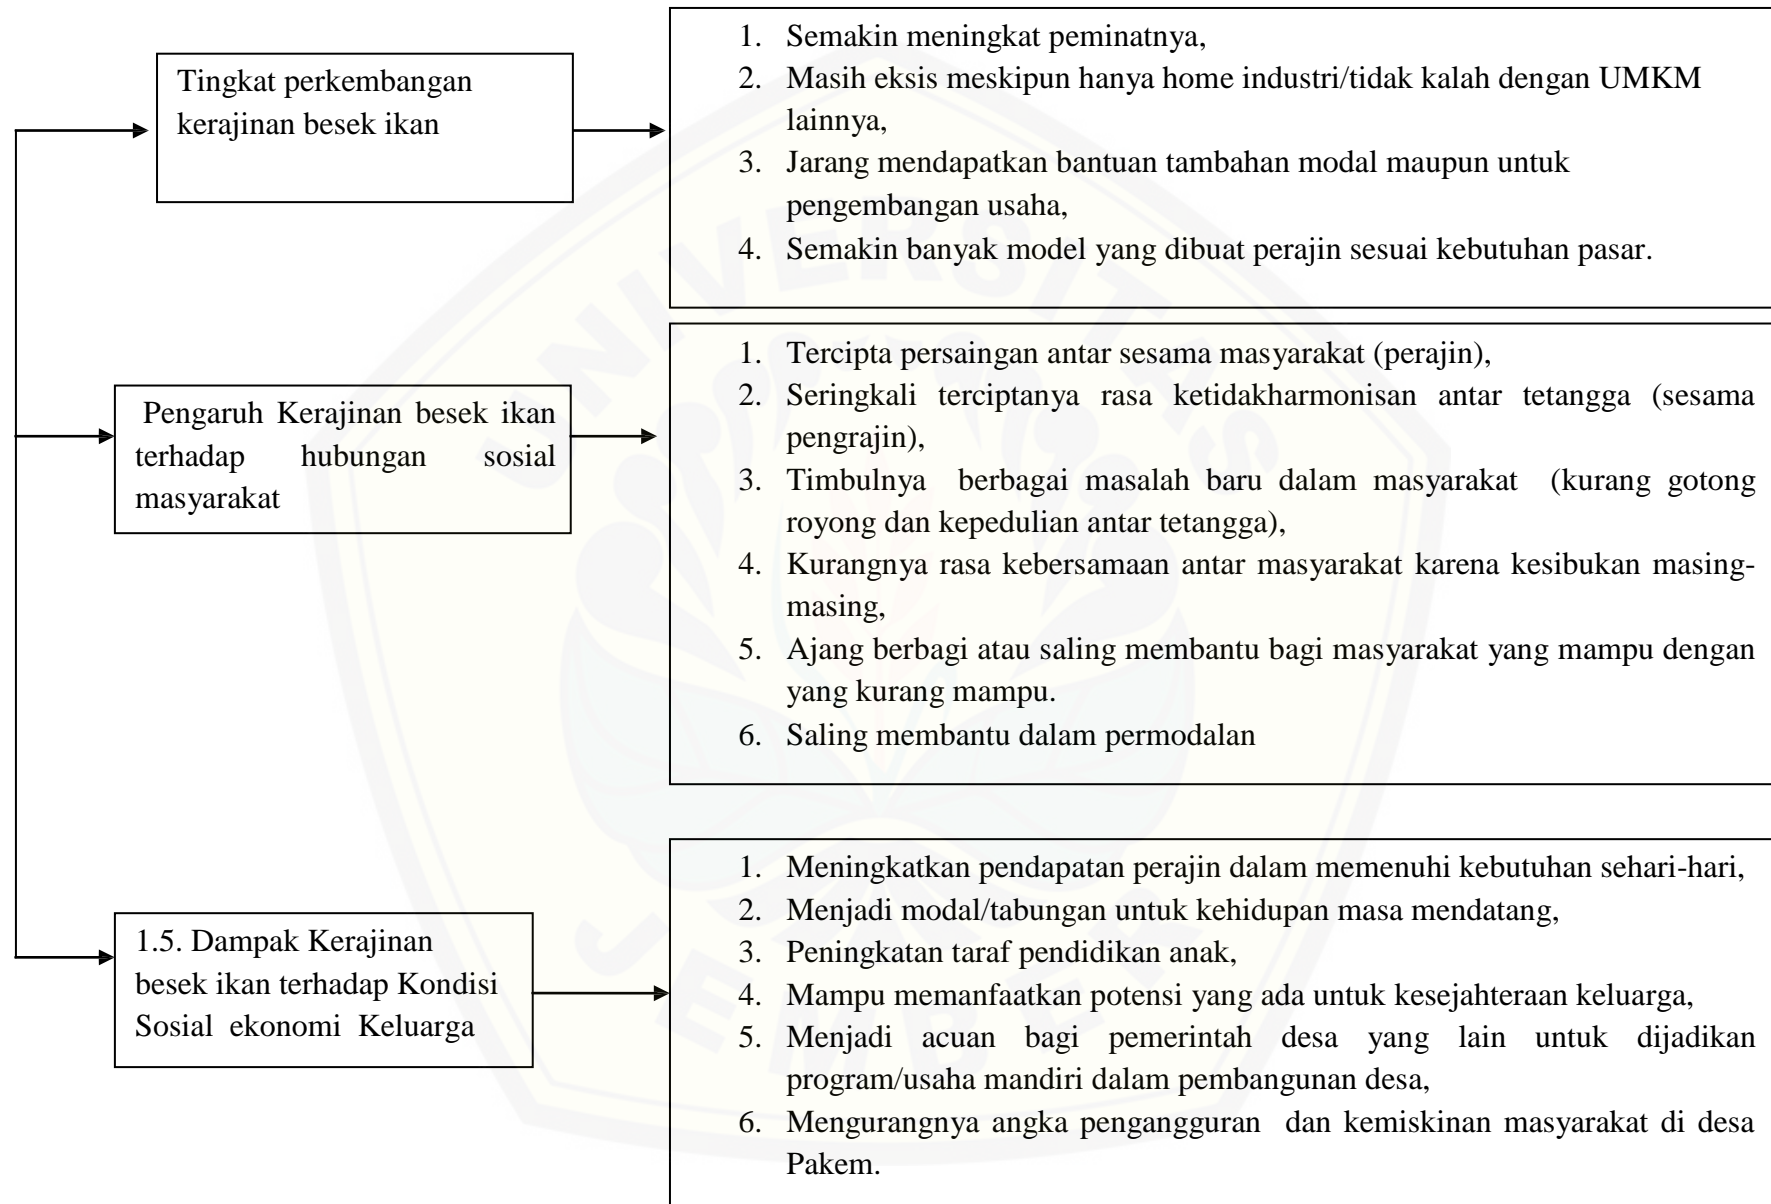 Tingkat perkembangan
kerajinan besek ikan
1. Semakin meningkat peminatnya,
2. Masih eksis meskipun hanya home industri/tidak kalah dengan UMKM
lainnya,
3. Jarang mendapatkan bantuan tambahan modal maupun untuk
pengembangan usaha,
4. Semakin banyak model yang dibuat perajin sesuai kebutuhan pasar.
Pengaruh Kerajinan besek ikan
terhadap hubungan sosial
masyarakat
1. Tercipta persaingan antar sesama masyarakat (perajin),
2. Seringkali terciptanya rasa ketidakharmonisan antar tetangga (sesama
pengrajin),
3. Timbulnya berbagai masalah baru dalam masyarakat (kurang gotong
royong dan kepedulian antar tetangga),
4. Kurangnya rasa kebersamaan antar masyarakat karena kesibukan masing-
masing,
5. Ajang berbagi atau saling membantu bagi masyarakat yang mampu dengan
yang kurang mampu.
6. Saling membantu dalam permodalan
1.5. Dampak Kerajinan
besek ikan terhadap Kondisi
Sosial ekonomi Keluarga
1. Meningkatkan pendapatan perajin dalam memenuhi kebutuhan sehari-hari,
2. Menjadi modal/tabungan untuk kehidupan masa mendatang,
3. Peningkatan taraf pendidikan anak,
4. Mampu memanfaatkan potensi yang ada untuk kesejahteraan keluarga,
5. Menjadi acuan bagi pemerintah desa yang lain untuk dijadikan
program/usaha mandiri dalam pembangunan desa,
6. Mengurangnya angka pengangguran dan kemiskinan masyarakat di desa
Pakem.
UNIVERSITAS
JEMBER